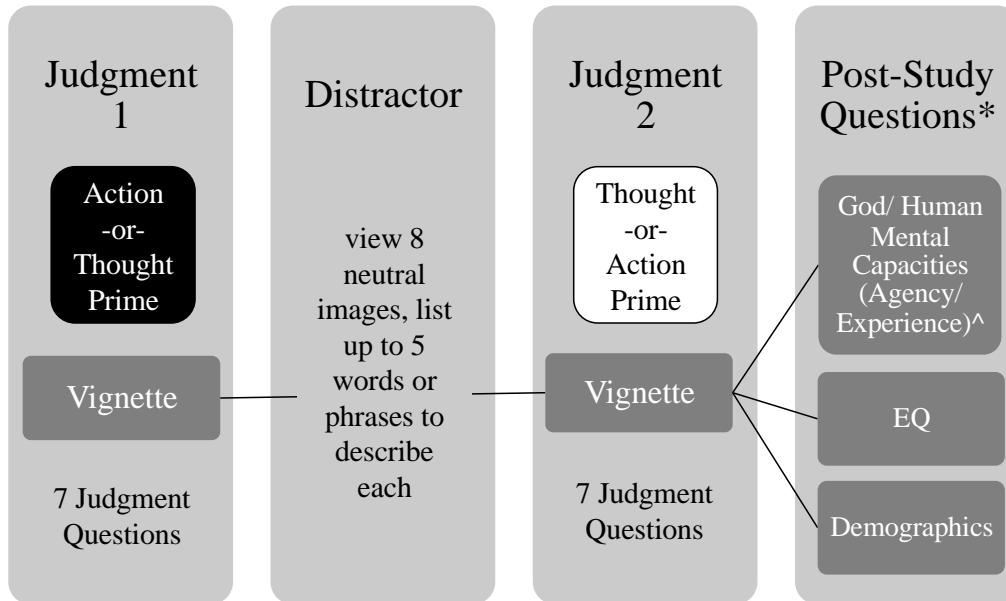 Judgment
1
Action
-or-
Thought
Prime
Vignette
7 Judgment
Questions
Distractor
view 8
neutral
images, list
up to 5
words or
phrases to
describe
each
Judgment
2
Thought
-or-
Action
Prime
Vignette
7 Judgment
Questions
Post-Study
Questions*
God/ Human
Mental
Capacities
(Agency/
Experience)^
EQ
Demographics